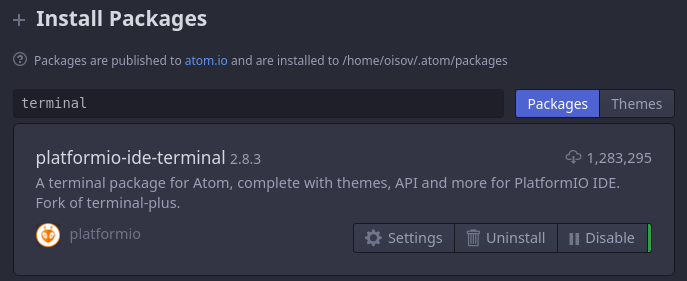 Install Packages
Packages are published to atom.io and are installed to /home/oisov/.atom/packages
terminal
Packages Themes
platformio-ide-terminal 2.8.3 1,283,295
A terminal package for Atom, complete with themes, API and more for PlatformIO IDE.
Fork of terminal-plus.
platformio Settings Uninstall Disable